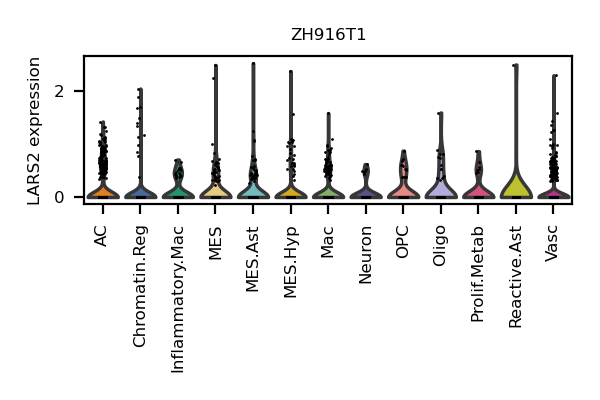 ZH916T1
LARS2 expression
2
0
AC
Chromatin.Reg
Inflammatory.Mac
MES
MES.Ast
MES.Hyp
Mac
Neuron
OPC
Oligo
Prolif.Metab
Reactive.Ast
Vasc